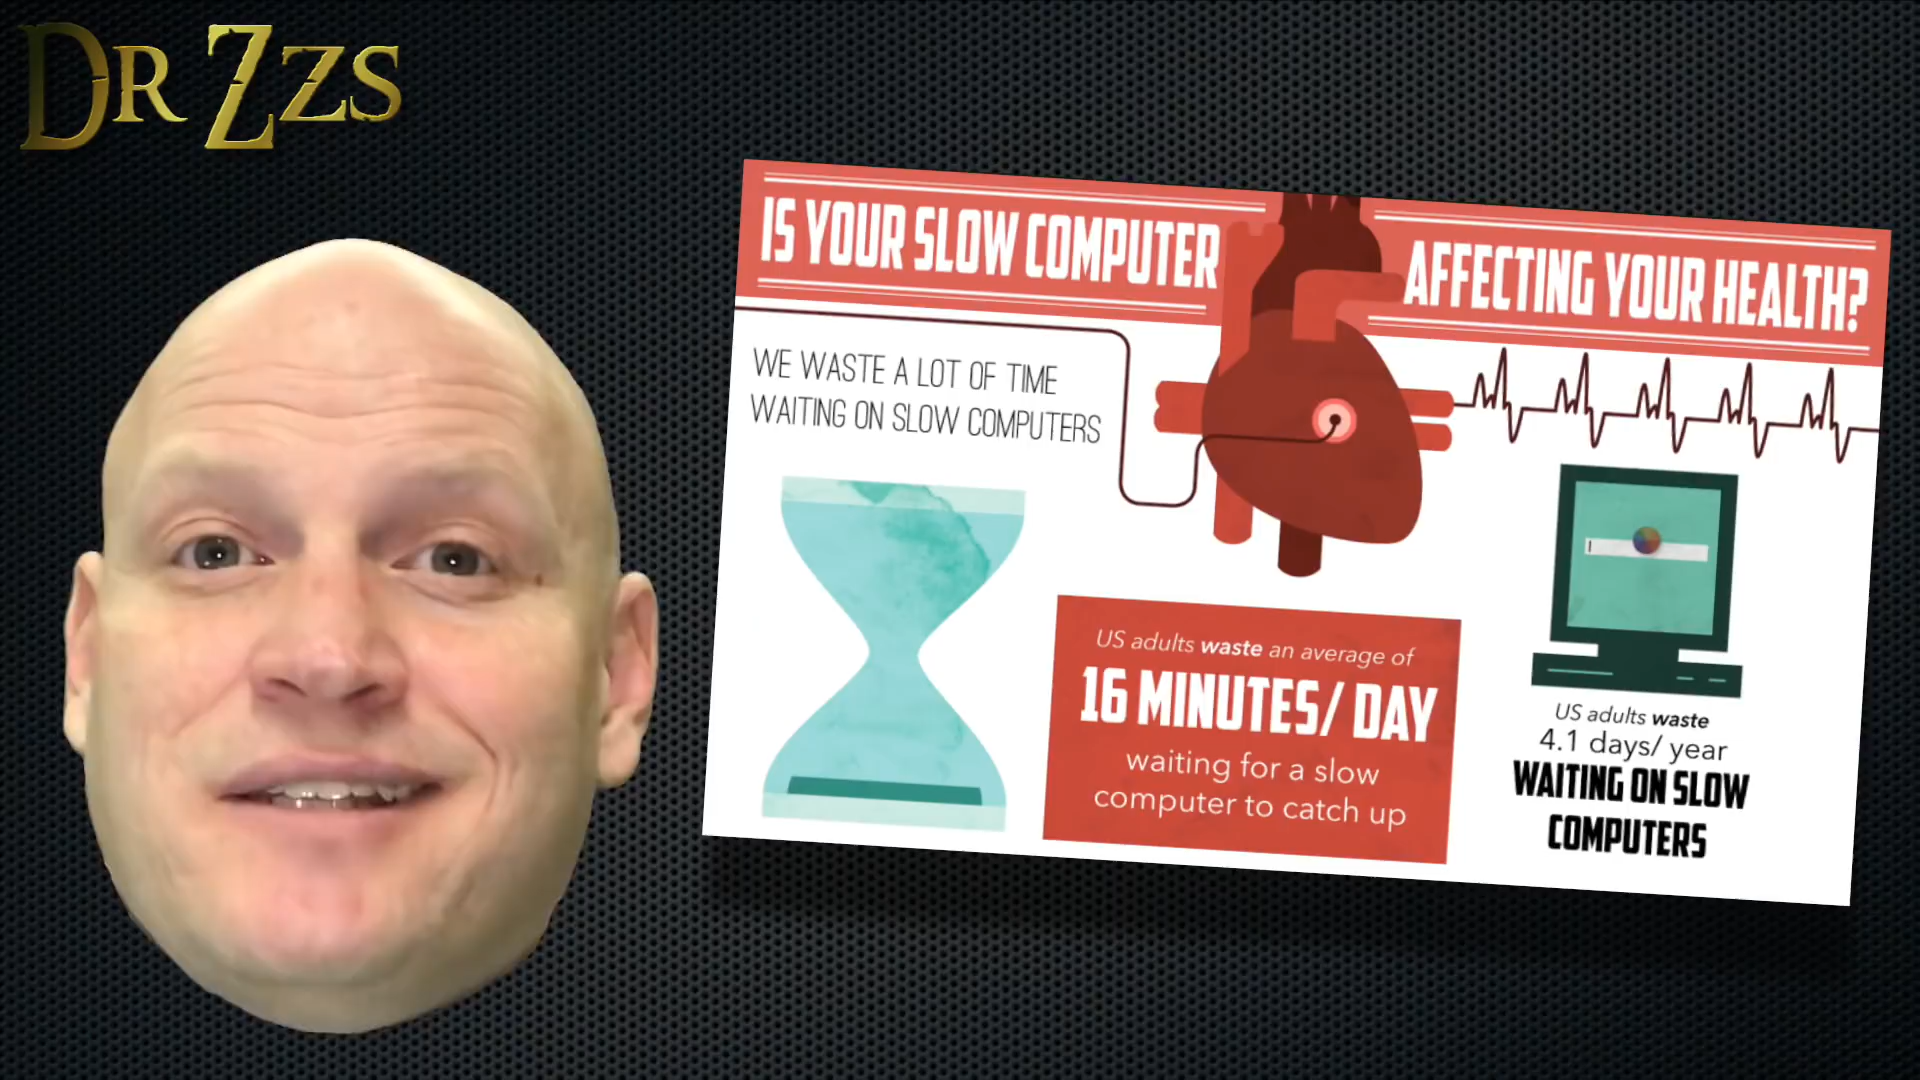 DR ZZS
IS YOUR SLOW COMPUTER
AFFECTING YOUR HEALTH?
WE WASTE A LOT OF TIME
WAITING ON SLOW COMPUTERS
US adults waste an average of
16 MINUTES/ DAY
waiting for a slow
computer to catch up
US adults waste
4.1 days/ year
WAITING ON SLOW
COMPUTERS